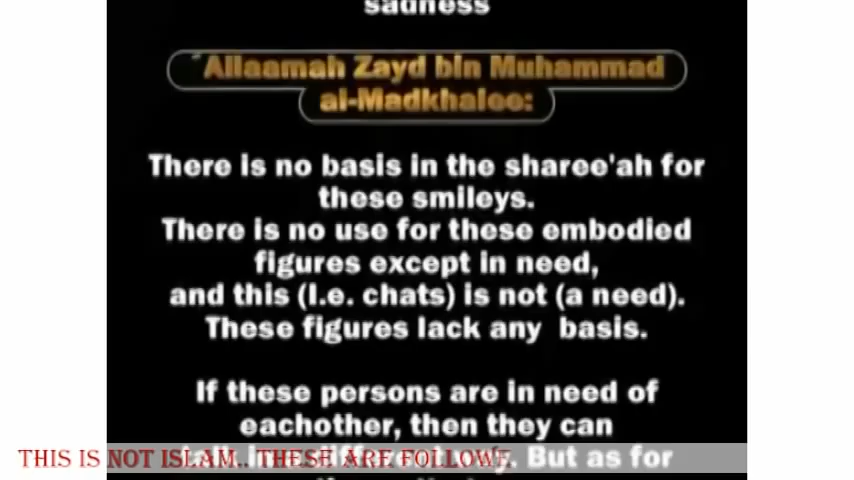 sadness
`Allaamah Zayd bin Muhammad
al-Madkhalee:
There is no basis in the sharee'ah for
these smileys.
There is no use for these embodied
figures except in need,
and this (I.e. chats) is not (a need).
These figures lack any basis.
If these persons are in need of
eachother, then they can
But as for
THIS IS NOT ISLAM.. THESE ARE FOLLOWE